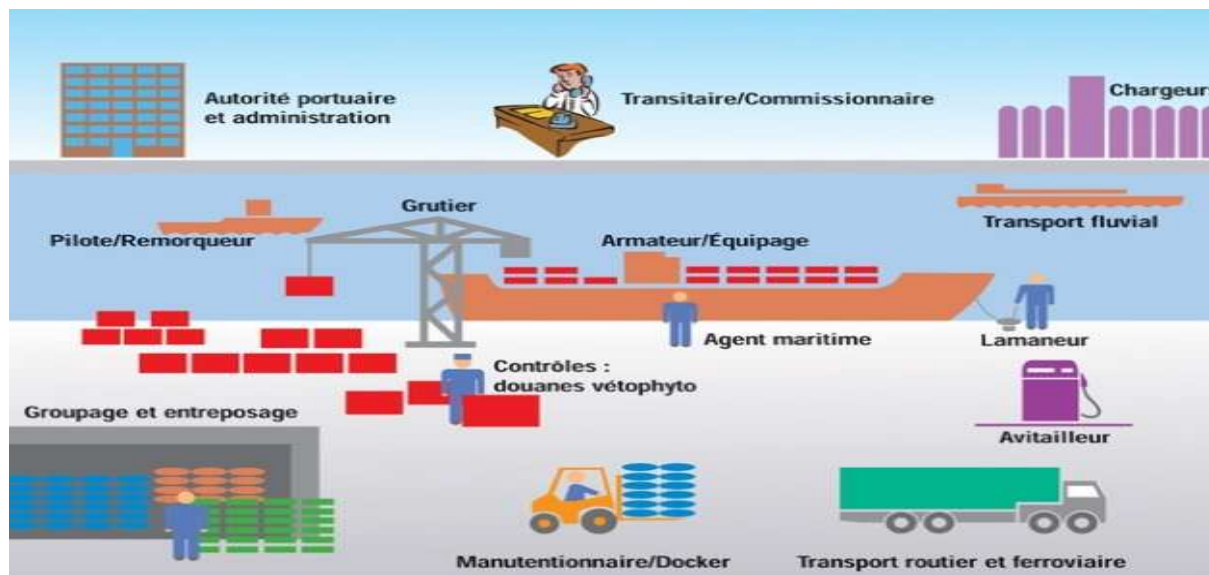 Autorité portuaire
et administration
Transitaire/Commissionnaire
Chargeurs
Grutier
Pilote/Remorqueur
Armateur/Équipage
Transport fluvial
Agent maritime
Lamaneur
Contrôles :
douanes vétophyto
Groupage et entreposage
Avitailleur
Manutentionnaire/Docker
Transport routier et ferroviaire